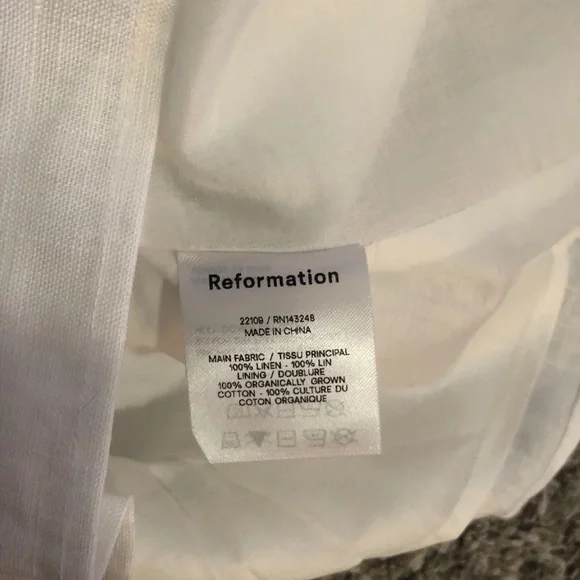 Reformation
22109 / RN143248
MADE IN CHINA
MAIN FABRIC / TISSU PRINCIPAL
100% LINEN - 100% LIN
LINING / DOUBLURE
100% ORGANICALLY GROWN
COTTON - 100% CULTURE DU
COTON ORGANIQUE